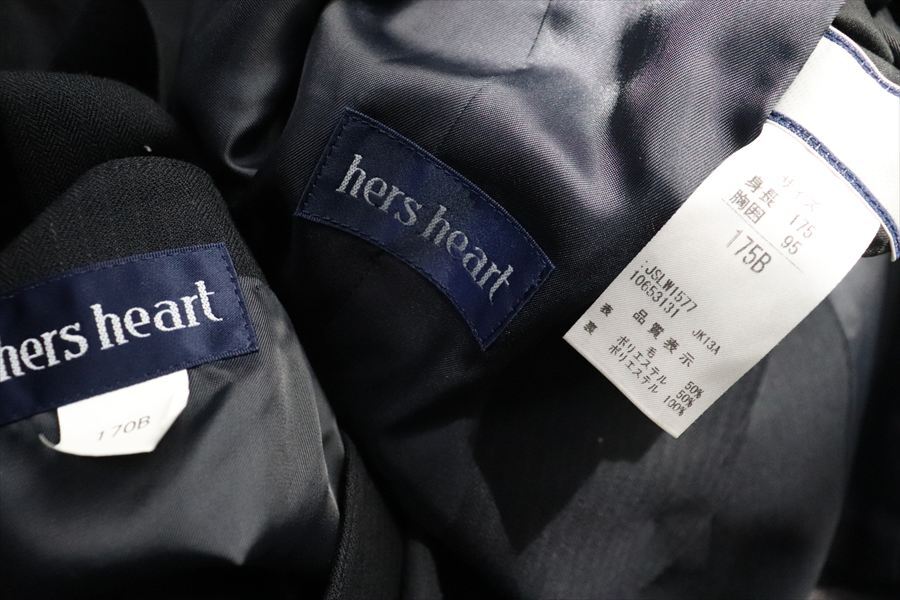 hers heart
170B
hers heart
サイズ
身長 175
胸囲 95
175B
:JSLW1577
10653131 JK13A
品質表示
表 毛 50%
ポリエステル 50%
裏 ポリエステル 100%